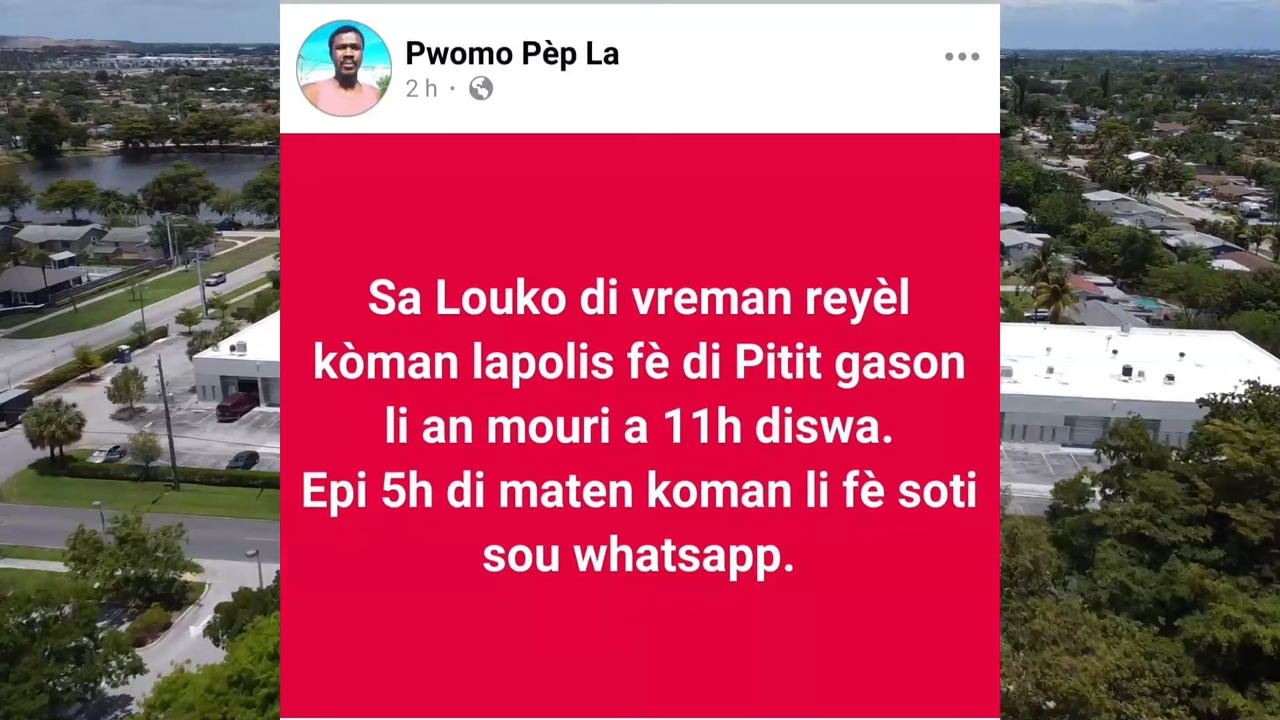 Pwomo Pèp La
2 h ·
Sa Louko di vreman reyèl
kòman lapolis fè di Pitit gason
li an mouri a 11h diswa.
Epi 5h di maten koman li fè soti
sou whatsapp.